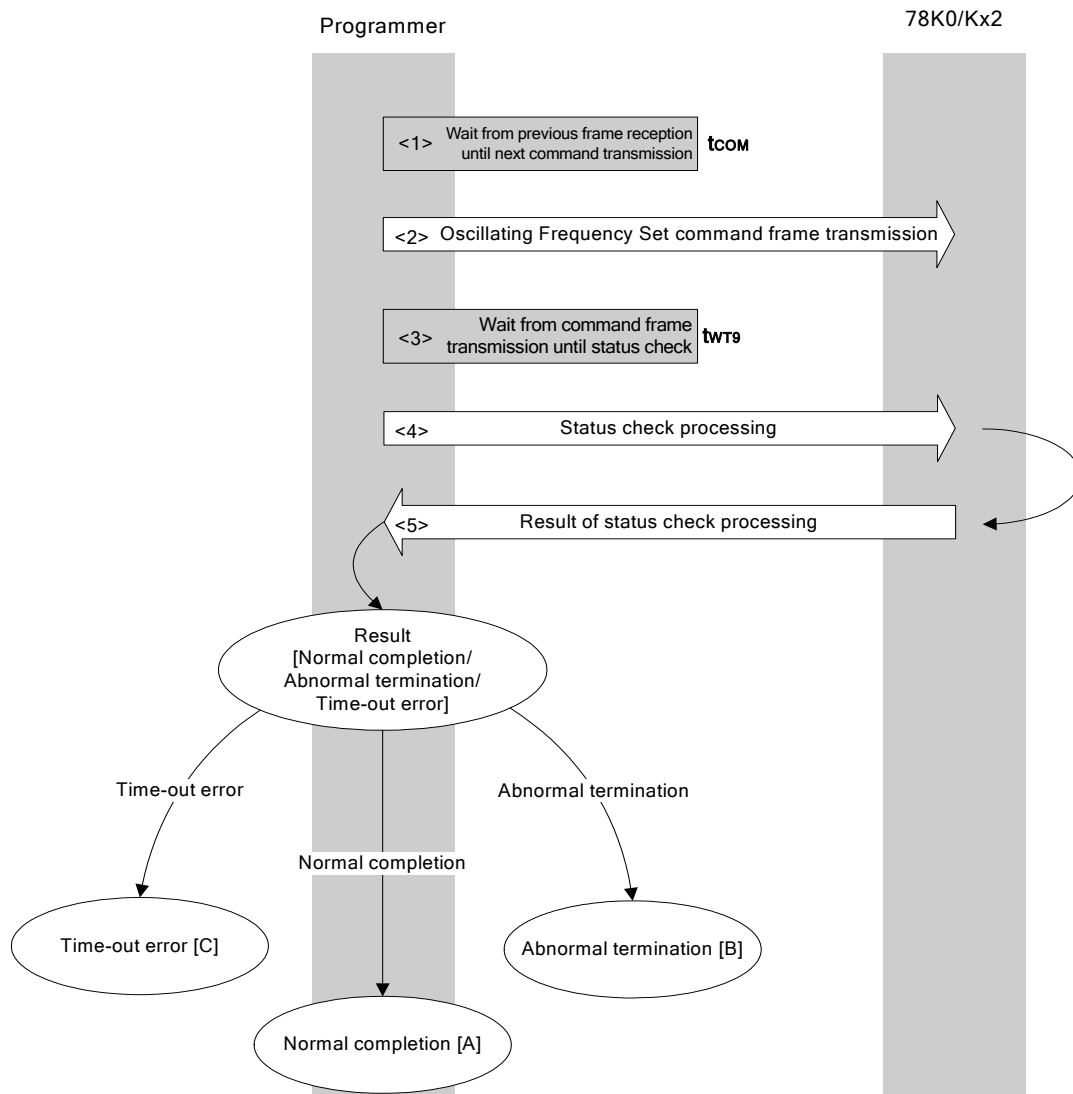 Programmer
78K0/Kx2
<1> Wait from previous frame reception
until next command transmission
tCOM
<2> Oscillating Frequency Set command frame transmission
<3> Wait from command frame
transmission until status check
tWT9
<4> Status check processing
<5> Result of status check processing
Result
[Normal completion/
Abnormal termination/
Time-out error]
Time-out error
Abnormal termination
Normal completion
Time-out error [C]
Abnormal termination [B]
Normal completion [A]